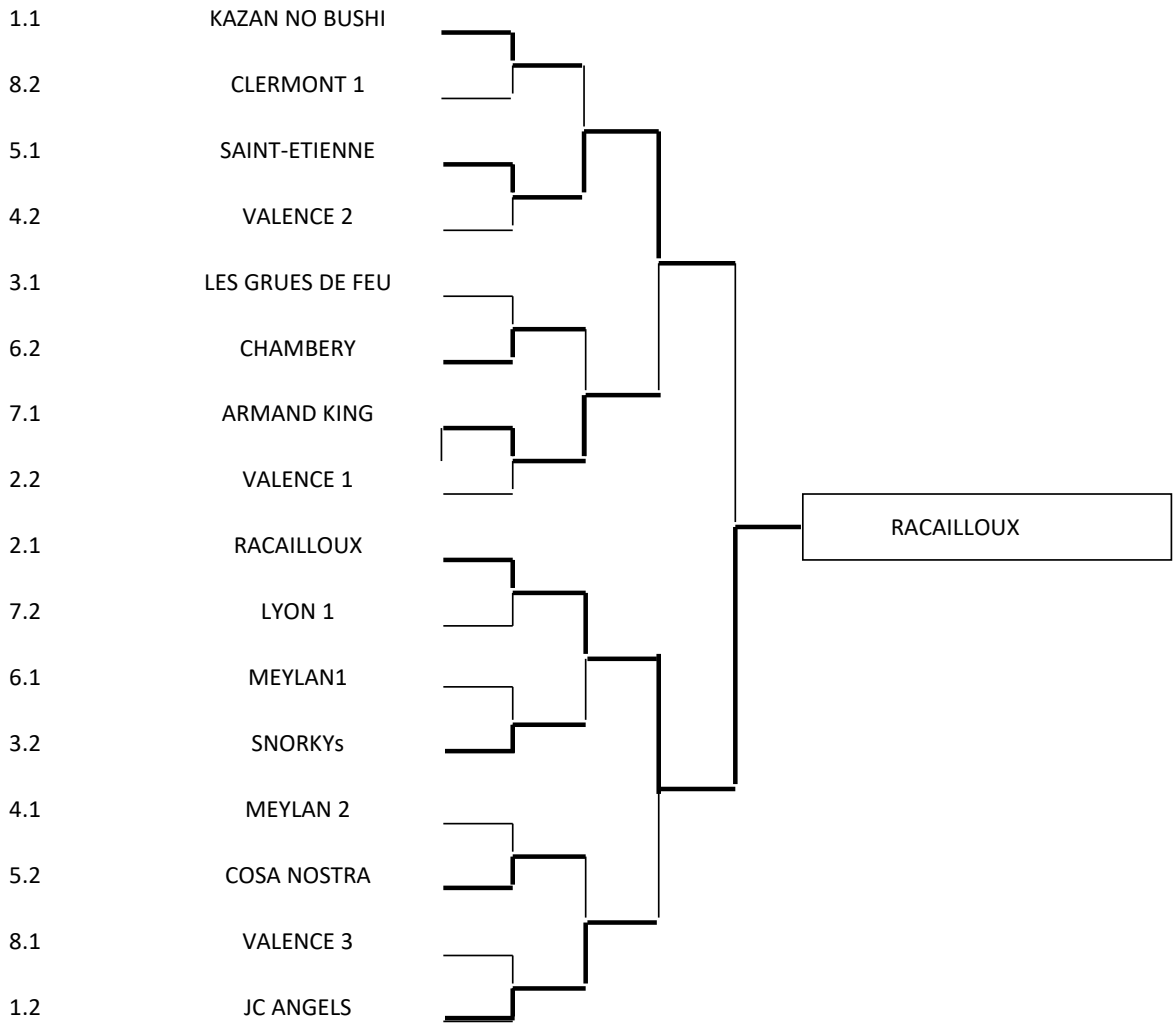 1.1 KAZAN NO BUSHI
8.2 CLERMONT 1
5.1 SAINT-ETIENNE
4.2 VALENCE 2
3.1 LES GRUES DE FEU
6.2 CHAMBERY
7.1 ARMAND KING
2.2 VALENCE 1
2.1 RACAILLOUX
RACAILLOUX
7.2 LYON 1
6.1 MEYLAN1
3.2 SNORKYs
4.1 MEYLAN 2
5.2 COSA NOSTRA
8.1 VALENCE 3
1.2 JC ANGELS